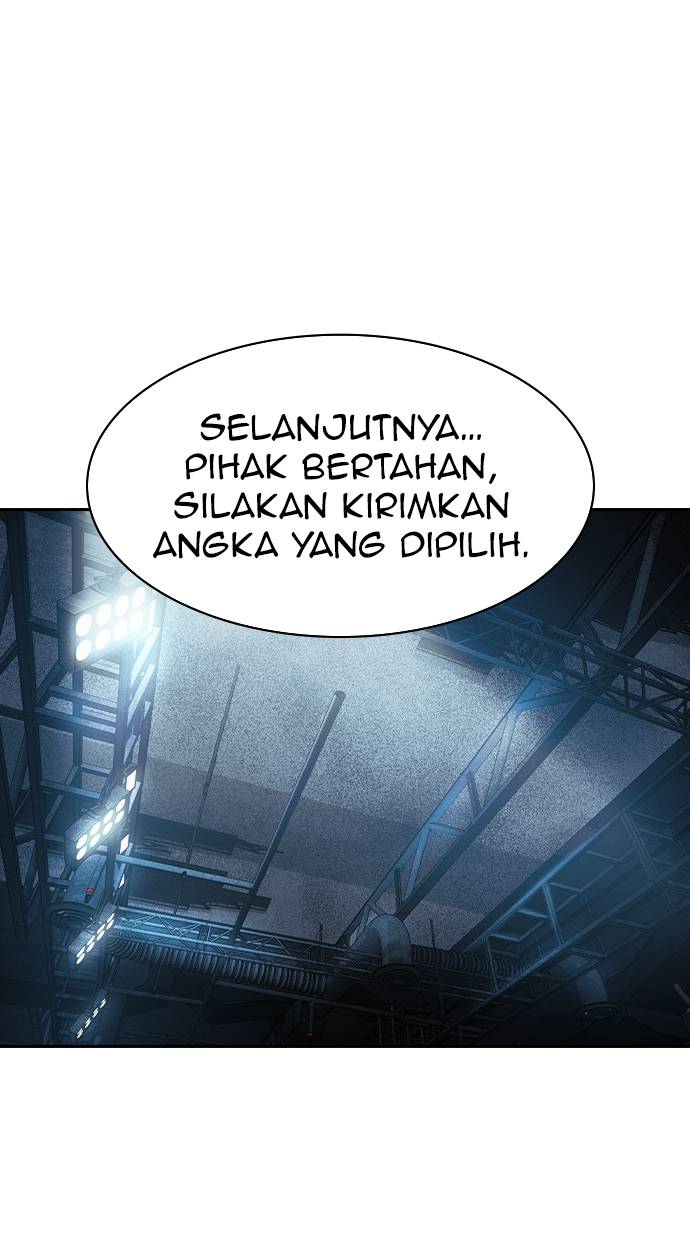 SELANJUTNYA...
PIHAK BERTAHAN,
SILAKAN KIRIMKAN
ANGKA YANG DIPILIH.